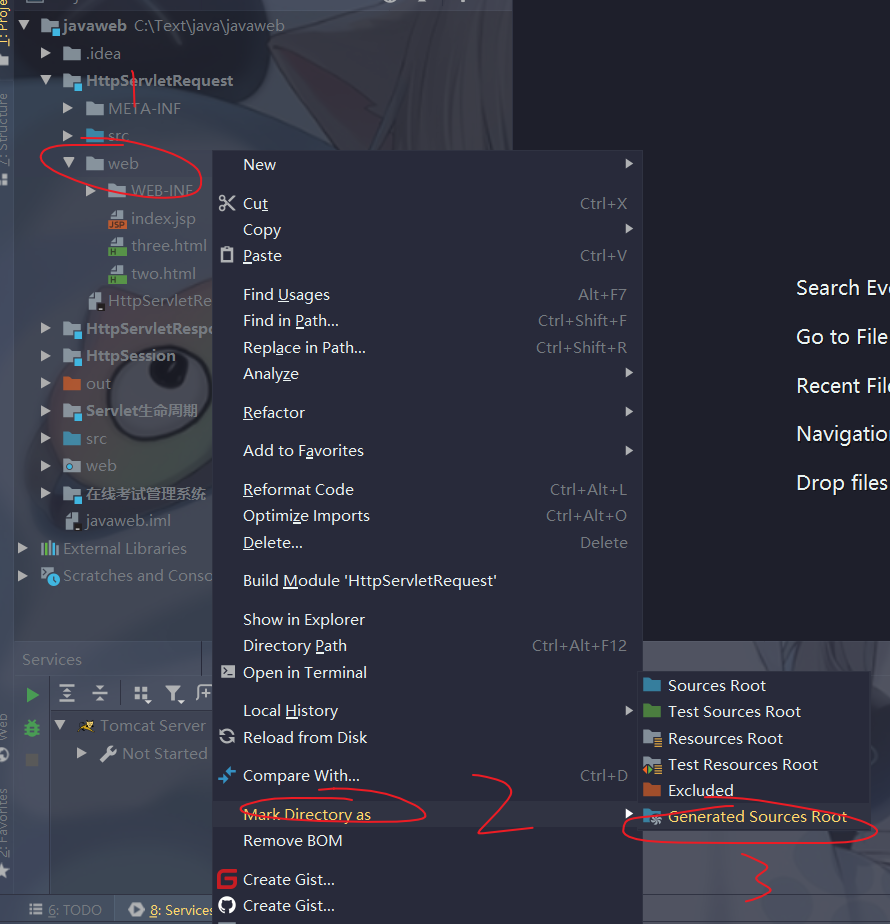 1: Project
javaweb C:\Text\java\javaweb
.idea
HttpServletRequest
META-INF
src
web
WEB-INF
index.jsp
three.html
two.html
HttpServletRe
HttpServletRespo
HttpSession
out
Servlet生命周期
src
web
在线考试管理系统
javaweb.iml
External Libraries
Scratches and Conso
7: Structure
1
New
Cut Ctrl+X
Copy
Paste Ctrl+V
Find Usages Alt+F7
Find in Path... Ctrl+Shift+F
Replace in Path... Ctrl+Shift+R
Analyze
Refactor
Add to Favorites
Reformat Code Ctrl+Alt+L
Optimize Imports Ctrl+Alt+O
Delete... Delete
Build Module 'HttpServletRequest'
Show in Explorer
Directory Path Ctrl+Alt+F12
Open in Terminal
Local History
Reload from Disk
Compare With... Ctrl+D
Mark Directory as
2
Remove BOM
Create Gist...
Create Gist...
Sources Root
Test Sources Root
Resources Root
Test Resources Root
Excluded
Generated Sources Root
3
Search Eve
Go to File
Recent File
Navigation
Drop files
Services
Tomcat Server
Not Started
Web
2: Favorites
6: TODO
8: Services